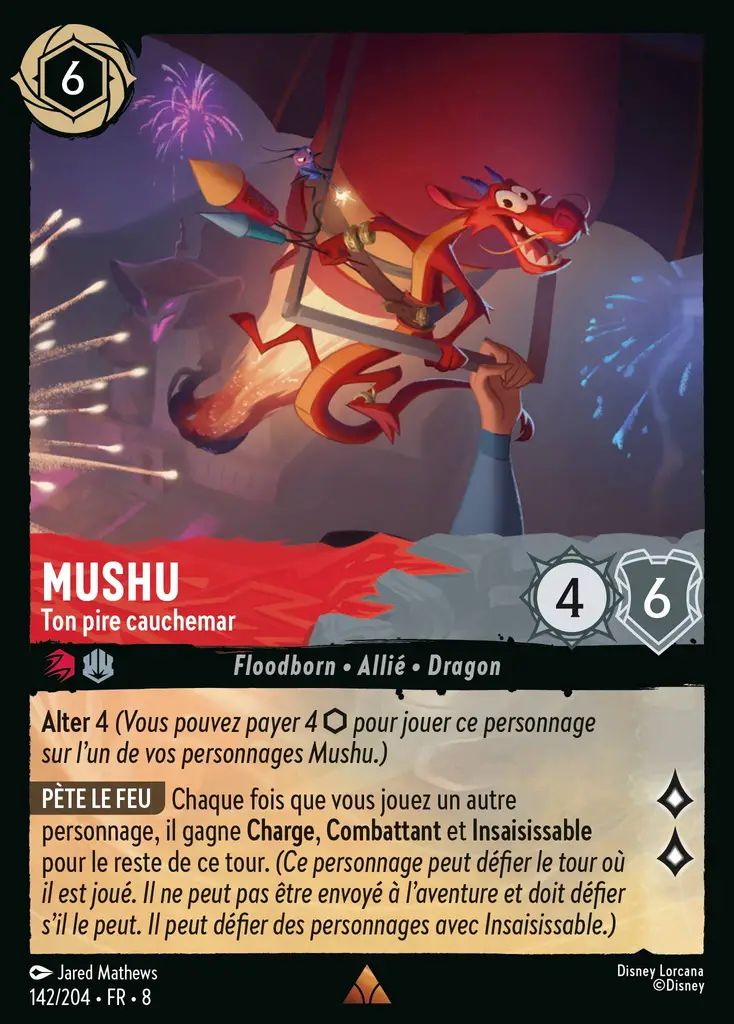 6
MUSHU
Ton pire cauchemar
4
6
Floodborn • Allié • Dragon
Alter 4 (Vous pouvez payer 4 ⬡ pour jouer ce personnage
sur l'un de vos personnages Mushu.)
PÈTE LE FEU Chaque fois que vous jouez un autre
personnage, il gagne Charge, Combattant et Insaisissable
pour le reste de ce tour. (Ce personnage peut défier le tour où
il est joué. Il ne peut pas être envoyé à l'aventure et doit défier
s'il le peut. Il peut défier des personnages avec Insaisissable.)
Jared Mathews
142/204 • FR • 8
Disney Lorcana
©Disney